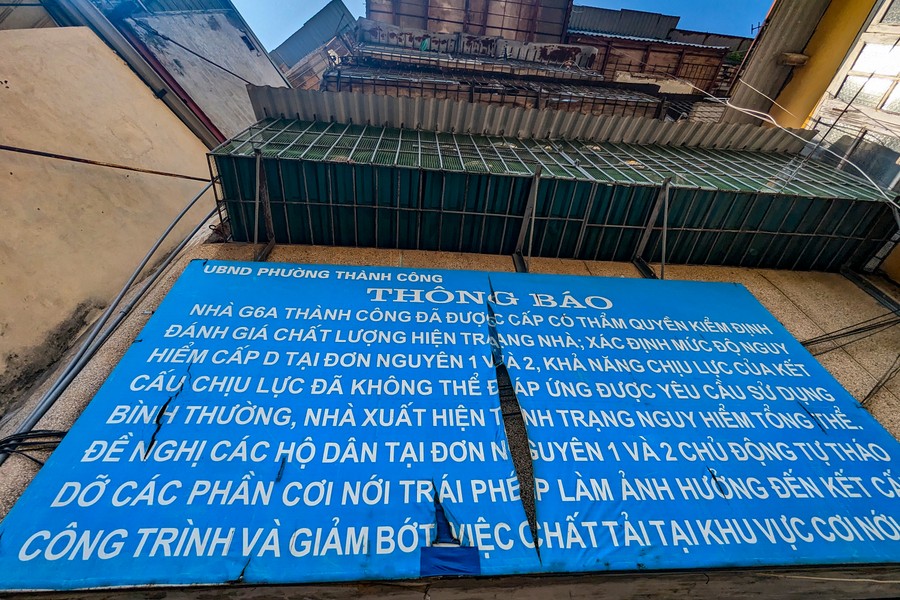 UBND PHƯỜNG THÀNH CÔNG
THÔNG BÁO
NHÀ G6A THÀNH CÔNG ĐÃ ĐƯỢC CẤP CÓ THẨM QUYỀN KIỂM ĐỊNH
ĐÁNH GIÁ CHẤT LƯỢNG HIỆN TRẠNG NHÀ; XÁC ĐỊNH MỨC ĐỘ NGUY
HIỂM CẤP D TẠI ĐƠN NGUYÊN 1 VÀ 2, KHẢ NĂNG CHỊU LỰC CỦA KẾT
CẤU CHỊU LỰC ĐÃ KHÔNG THỂ ĐÁP ỨNG ĐƯỢC YÊU CẦU SỬ DỤNG
BÌNH THƯỜNG, NHÀ XUẤT HIỆN TÌNH TRẠNG NGUY HIỂM TỔNG THỂ.
ĐỀ NGHỊ CÁC HỘ DÂN TẠI ĐƠN NGUYÊN 1 VÀ 2 CHỦ ĐỘNG TỰ THÁO
DỠ CÁC PHẦN CƠI NỚI TRÁI PHÉP LÀM ẢNH HƯỞNG ĐẾN KẾT CẤ
CÔNG TRÌNH VÀ GIẢM BỚT VIỆC CHẤT TẢI TẠI KHU VỰC CƠI NỚI